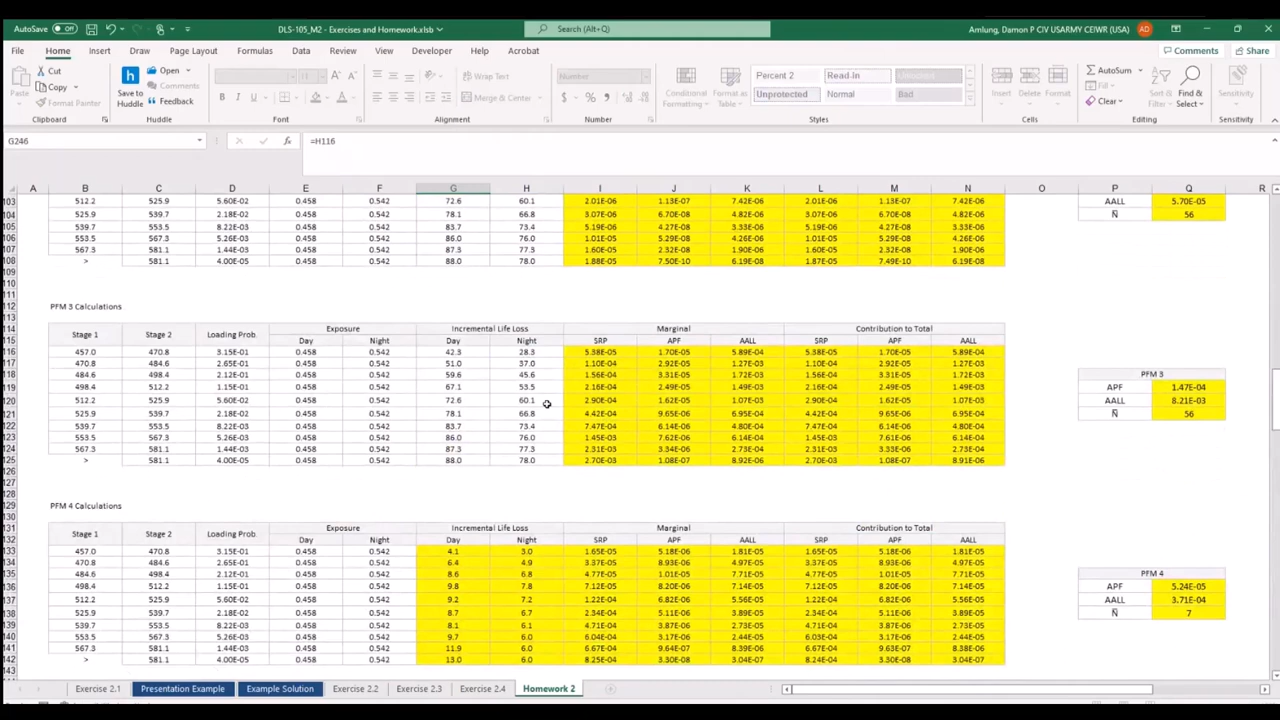 AutoSave Off DLS-105_M2 - Exercises and Homework.xlsb Search (Alt+Q) Amlung, Damon P CIV USARMY CEIWR (USA) AD
File Home Insert Draw Page Layout Formulas Data Review View Developer Help Acrobat Comments Share
Paste Cut Copy Format Painter Clipboard
Save to Huddle Open Comments Feedback Huddle
B I U A Font
Wrap Text Merge & Center Alignment
Number $ % Number
Conditional Formatting Format as Table Percent 2 Read-In Unlocked Unprotected Normal Bad Styles
Insert Delete Format Cells
AutoSum Fill Clear Sort & Filter Find & Select Editing
Sensitivity Sensitivity
G246 fx =H116
A B C D E F G H I J K L M N O P Q R
103 512.2 525.9 5.60E-02 0.458 0.542 72.6 60.1 2.01E-06 1.13E-07 7.42E-06 2.01E-06 1.13E-07 7.42E-06 AALL 5.70E-05
104 525.9 539.7 2.18E-02 0.458 0.542 78.1 66.8 3.07E-06 6.70E-08 4.82E-06 3.07E-06 6.70E-08 4.82E-06 Ñ 56
105 539.7 553.5 8.22E-03 0.458 0.542 83.7 73.4 5.19E-06 4.27E-08 3.33E-06 5.19E-06 4.27E-08 3.33E-06
106 553.5 567.3 5.26E-03 0.458 0.542 86.0 76.0 1.01E-05 5.29E-08 4.26E-06 1.01E-05 5.29E-08 4.26E-06
107 567.3 581.1 1.44E-03 0.458 0.542 87.3 77.3 1.60E-05 2.32E-08 1.90E-06 1.60E-05 2.32E-08 1.90E-06
108 > 581.1 4.00E-05 0.458 0.542 88.0 78.0 1.88E-05 7.50E-10 6.19E-08 1.87E-05 7.49E-10 6.19E-08
109
110
111
112 PFM 3 Calculations
113
114 Stage 1 Stage 2 Loading Prob. Exposure Incremental Life Loss Marginal Contribution to Total
115 Day Night Day Night SRP APF AALL SRP APF AALL
116 457.0 470.8 3.15E-01 0.458 0.542 42.3 28.3 5.38E-05 1.70E-05 5.89E-04 5.38E-05 1.70E-05 5.89E-04
117 470.8 484.6 2.65E-01 0.458 0.542 51.0 37.0 1.10E-04 2.92E-05 1.27E-03 1.10E-04 2.92E-05 1.27E-03
118 484.6 498.4 2.12E-01 0.458 0.542 59.6 45.6 1.56E-04 3.31E-05 1.72E-03 1.56E-04 3.31E-05 1.72E-03 PFM 3
119 498.4 512.2 1.15E-01 0.458 0.542 67.1 53.5 2.16E-04 2.49E-05 1.49E-03 2.16E-04 2.49E-05 1.49E-03 APF 1.47E-04
120 512.2 525.9 5.60E-02 0.458 0.542 72.6 60.1 2.90E-04 1.62E-05 1.07E-03 2.90E-04 1.62E-05 1.07E-03 AALL 8.21E-03
121 525.9 539.7 2.18E-02 0.458 0.542 78.1 66.8 4.42E-04 9.65E-06 6.95E-04 4.42E-04 9.65E-06 6.95E-04 Ñ 56
122 539.7 553.5 8.22E-03 0.458 0.542 83.7 73.4 7.47E-04 6.14E-06 4.80E-04 7.47E-04 6.14E-06 4.80E-04
123 553.5 567.3 5.26E-03 0.458 0.542 86.0 76.0 1.45E-03 7.62E-06 6.14E-04 1.45E-03 7.61E-06 6.14E-04
124 567.3 581.1 1.44E-03 0.458 0.542 87.3 77.3 2.31E-03 3.34E-06 2.73E-04 2.31E-03 3.34E-06 2.73E-04
125 > 581.1 4.00E-05 0.458 0.542 88.0 78.0 2.70E-03 1.08E-07 8.92E-06 2.70E-03 1.08E-07 8.91E-06
126
127
128
129 PFM 4 Calculations
130
131 Stage 1 Stage 2 Loading Prob. Exposure Incremental Life Loss Marginal Contribution to Total
132 Day Night Day Night SRP APF AALL SRP APF AALL
133 457.0 470.8 3.15E-01 0.458 0.542 4.1 3.0 1.65E-05 5.18E-06 1.81E-05 1.65E-05 5.18E-06 1.81E-05
134 470.8 484.6 2.65E-01 0.458 0.542 6.4 4.9 3.37E-05 8.93E-06 4.97E-05 3.37E-05 8.93E-06 4.97E-05
135 484.6 498.4 2.12E-01 0.458 0.542 8.6 6.8 4.77E-05 1.01E-05 7.71E-05 4.77E-05 1.01E-05 7.71E-05 PFM 4
136 498.4 512.2 1.15E-01 0.458 0.542 9.8 7.8 7.12E-05 8.20E-06 7.14E-05 7.12E-05 8.20E-06 7.14E-05 APF 5.24E-05
137 512.2 525.9 5.60E-02 0.458 0.542 9.2 7.2 1.22E-04 6.82E-06 5.56E-05 1.22E-04 6.82E-06 5.56E-05 AALL 3.71E-04
138 525.9 539.7 2.18E-02 0.458 0.542 8.7 6.7 2.34E-04 5.11E-06 3.89E-05 2.34E-04 5.11E-06 3.89E-05 Ñ 7
139 539.7 553.5 8.22E-03 0.458 0.542 8.1 6.1 4.71E-04 3.87E-06 2.73E-05 4.71E-04 3.87E-06 2.73E-05
140 553.5 567.3 5.26E-03 0.458 0.542 9.7 6.0 6.04E-04 3.17E-06 2.44E-05 6.03E-04 3.17E-06 2.44E-05
141 567.3 581.1 1.44E-03 0.458 0.542 11.9 6.0 6.67E-04 9.64E-07 8.39E-06 6.67E-04 9.63E-07 8.38E-06
142 > 581.1 4.00E-05 0.458 0.542 13.0 6.0 8.25E-04 3.30E-08 3.04E-07 8.24E-04 3.30E-08 3.04E-07
143
Exercise 2.1 Presentation Example Example Solution Exercise 2.2 Exercise 2.3 Exercise 2.4 Homework 2